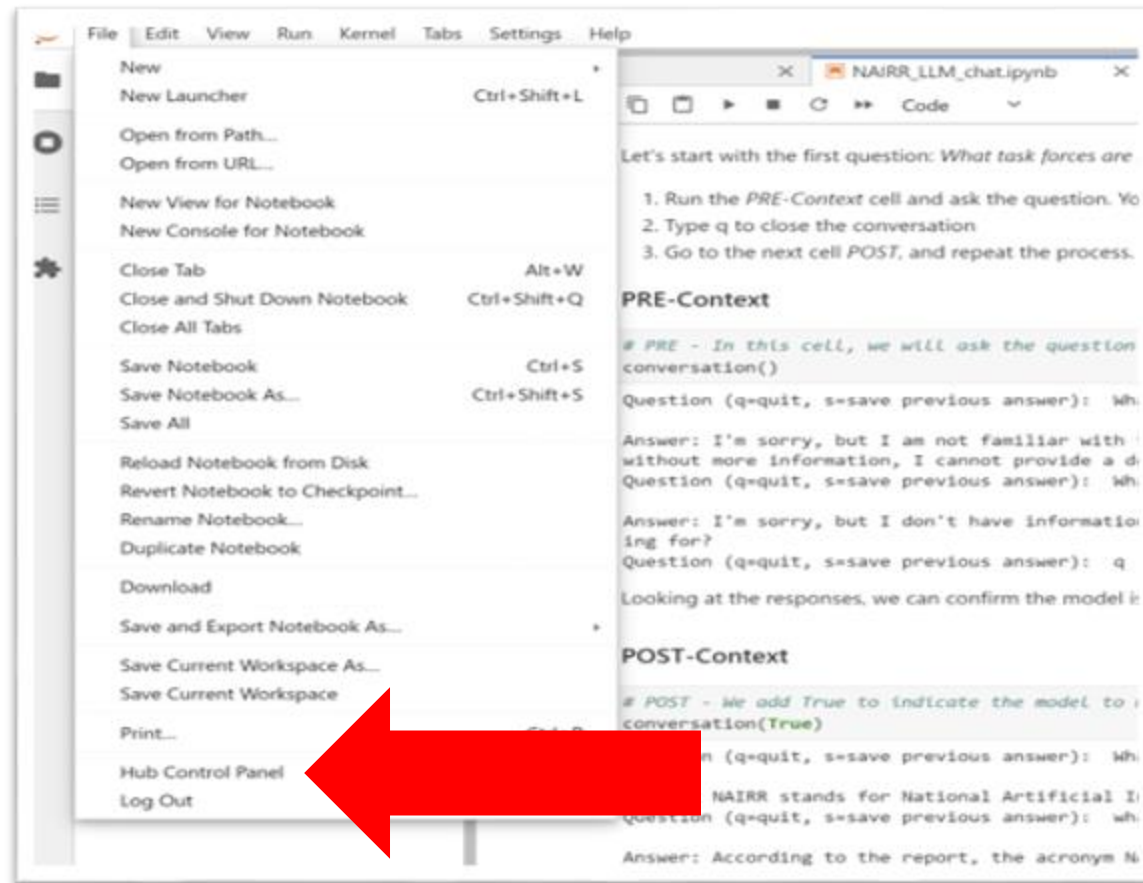 File Edit View Run Kernel Tabs Settings Help
New
New Launcher Ctrl+Shift+L
Open from Path...
Open from URL...
New View for Notebook
New Console for Notebook
Close Tab Alt+W
Close and Shut Down Notebook Ctrl+Shift+Q
Close All Tabs
Save Notebook Ctrl+S
Save Notebook As... Ctrl+Shift+S
Save All
Reload Notebook from Disk
Revert Notebook to Checkpoint...
Rename Notebook...
Duplicate Notebook
Download
Save and Export Notebook As...
Save Current Workspace As...
Save Current Workspace
Print...
Hub Control Panel
Log Out
NAIRR_LLM_chat.ipynb
Code
Let's start with the first question: What task forces are
1. Run the PRE-Context cell and ask the question. Yo
2. Type q to close the conversation
3. Go to the next cell POST, and repeat the process.
PRE-Context
# PRE - In this cell, we will ask the question
conversation()
Question (q=quit, s=save previous answer): Wh
Answer: I'm sorry, but I am not familiar with
without more information, I cannot provide a d
Question (q=quit, s=save previous answer): Wh
Answer: I'm sorry, but I don't have informatio
ing for?
Question (q=quit, s=save previous answer): q
Looking at the responses, we can confirm the model i
POST-Context
# POST - We add True to indicate the model to
conversation(True)
n (q=quit, s=save previous answer): Wh
NAIRR stands for National Artificial I
Question (q=quit, s=save previous answer): wh
Answer: According to the report, the acronym N